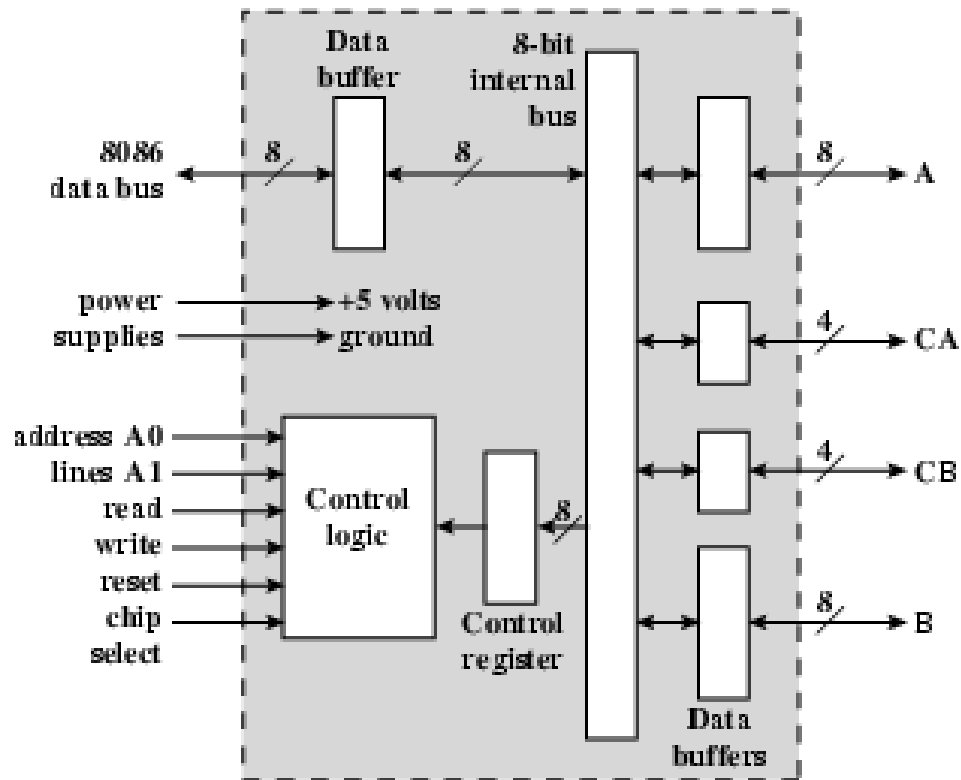 Data
buffer
8-bit
internal
bus
8086
data bus
8
8
8
A
power
supplies
+5 volts
ground
4
CA
address A0
lines A1
read
write
reset
chip
select
Control
logic
8
Control
register
4
CB
8
B
Data
buffers